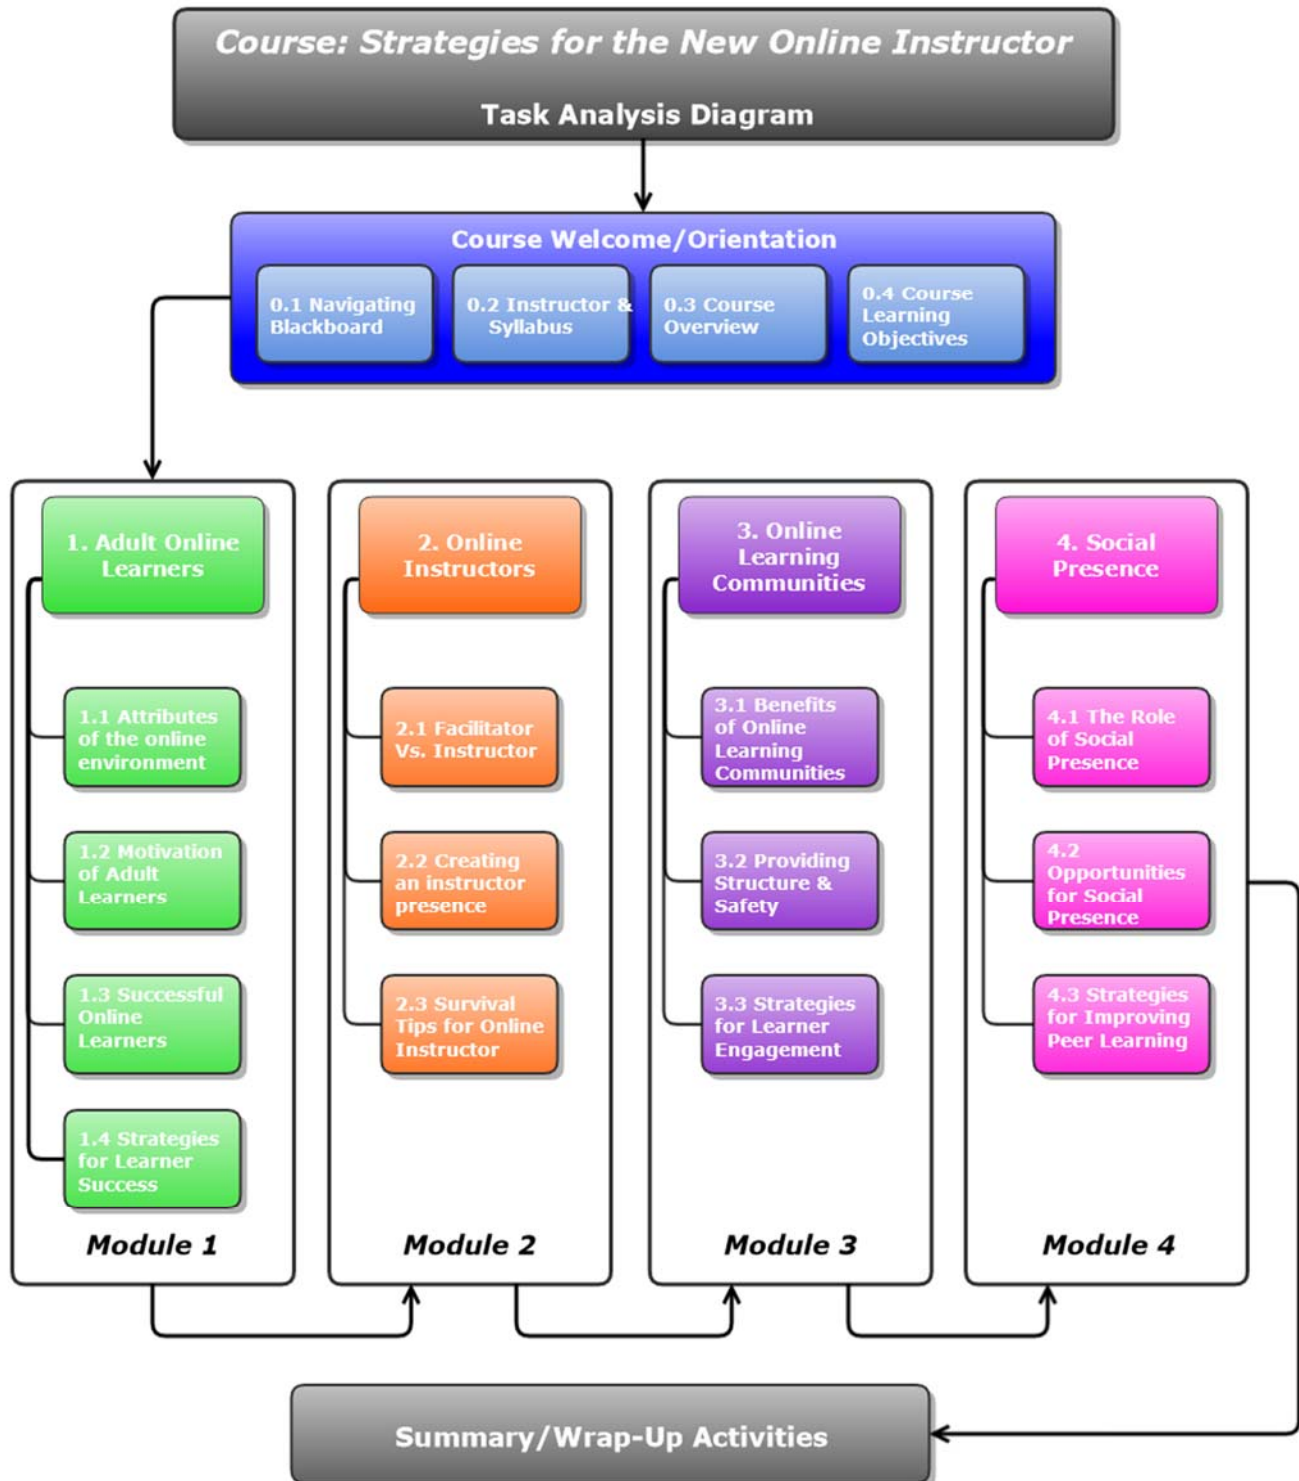 Course: Strategies for the New Online Instructor
Task Analysis Diagram
Course Welcome/Orientation
0.1 Navigating
Blackboard
0.2 Instructor &
Syllabus
0.3 Course
Overview
0.4 Course
Learning
Objectives
1. Adult Online
Learners
1.1 Attributes
of the online
environment
1.2 Motivation
of Adult
Learners
1.3 Successful
Online
Learners
1.4 Strategies
for Learner
Success
Module 1
2. Online
Instructors
2.1 Facilitator
Vs. Instructor
2.2 Creating
an instructor
presence
2.3 Survival
Tips for Online
Instructor
Module 2
3. Online
Learning
Communities
3.1 Benefits
of Online
Learning
Communities
3.2 Providing
Structure &
Safety
3.3 Strategies
for Learner
Engagement
Module 3
4. Social
Presence
4.1 The Role
of Social
Presence
4.2
Opportunities
for Social
Presence
4.3 Strategies
for Improving
Peer Learning
Module 4
Summary/Wrap-Up Activities